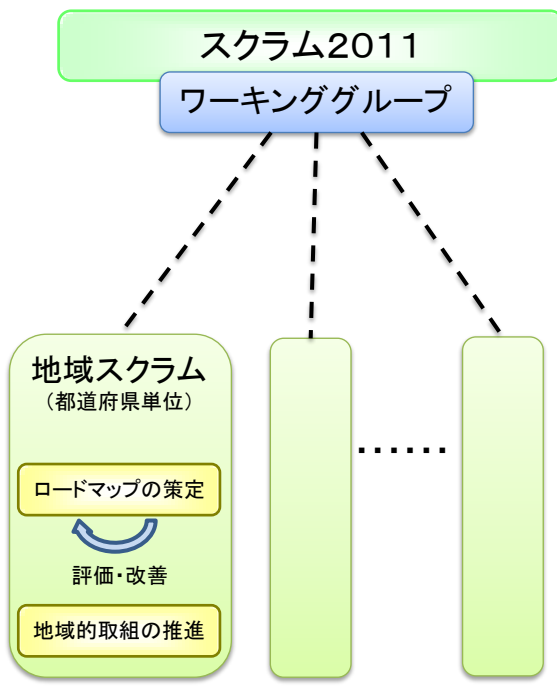 スクラム2011
ワーキンググループ
地域スクラム
(都道府県単位)
ロードマップの策定
評価・改善
地域的取組の推進
……